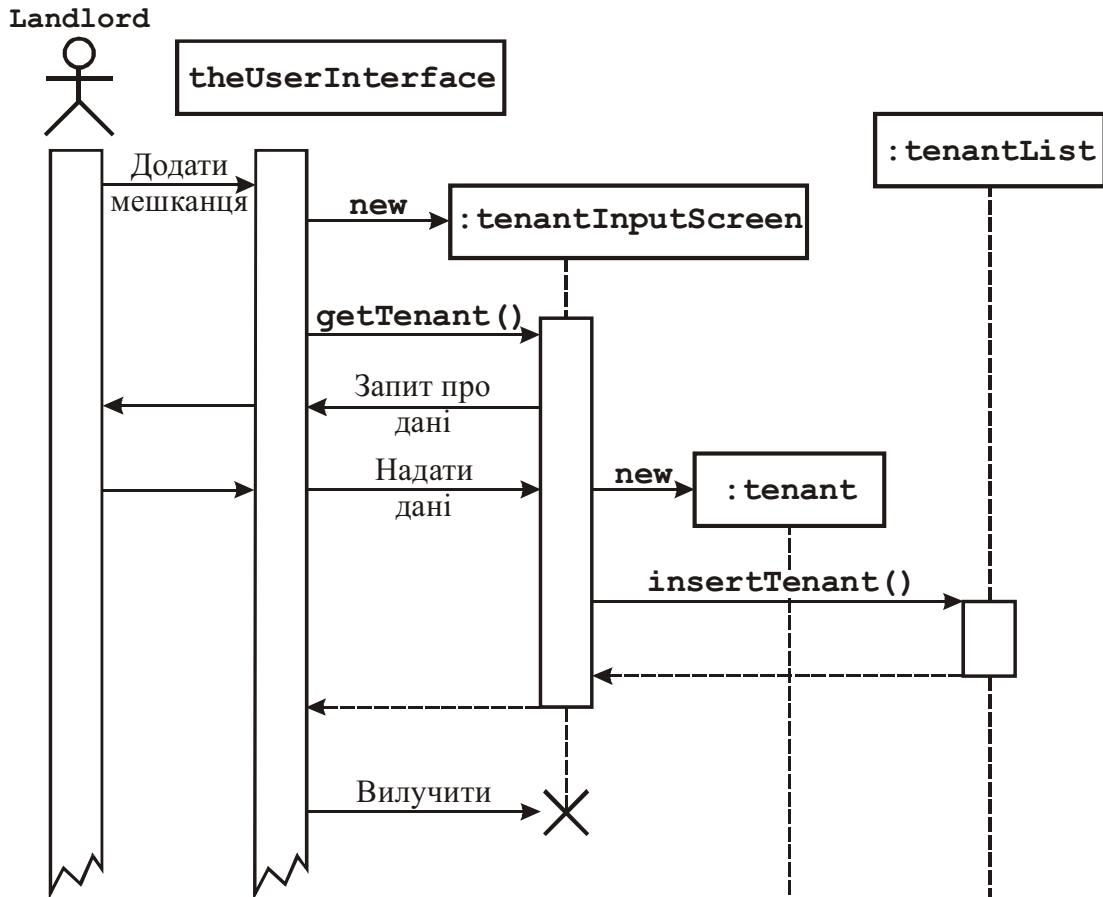 Landlord
theUserInterface
:tenantList
Додати
мешканця
new
:tenantInputScreen
getTenant()
Запит про
дані
Надати
дані
new
:tenant
insertTenant()
Вилучити